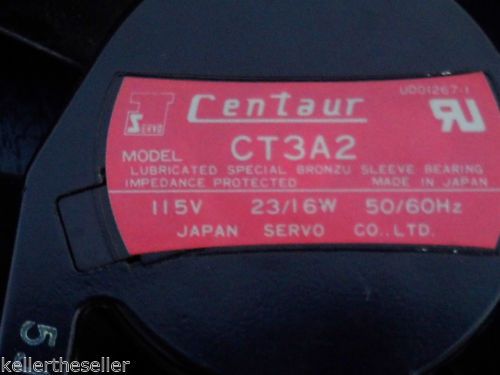 UD01267-1
Centaur
SERVO
MODEL CT3A2
LUBRICATED SPECIAL BRONZU SLEEVE BEARING
IMPEDANCE PROTECTED MADE IN JAPAN
115V 23/16W 50/60Hz
JAPAN SERVO CO.,LTD.
5
kellertheseller